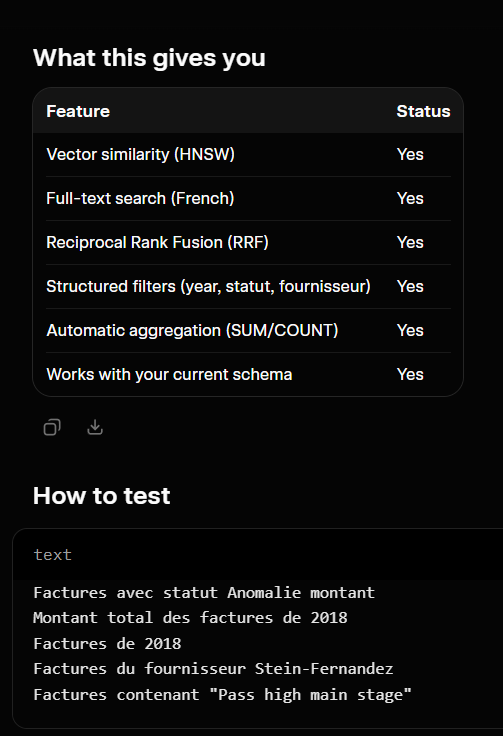 What this gives you
Feature Status
Vector similarity (HNSW) Yes
Full-text search (French) Yes
Reciprocal Rank Fusion (RRF) Yes
Structured filters (year, statut, fournisseur) Yes
Automatic aggregation (SUM/COUNT) Yes
Works with your current schema Yes
How to test
text
Factures avec statut Anomalie montant
Montant total des factures de 2018
Factures de 2018
Factures du fournisseur Stein-Fernandez
Factures contenant "Pass high main stage"